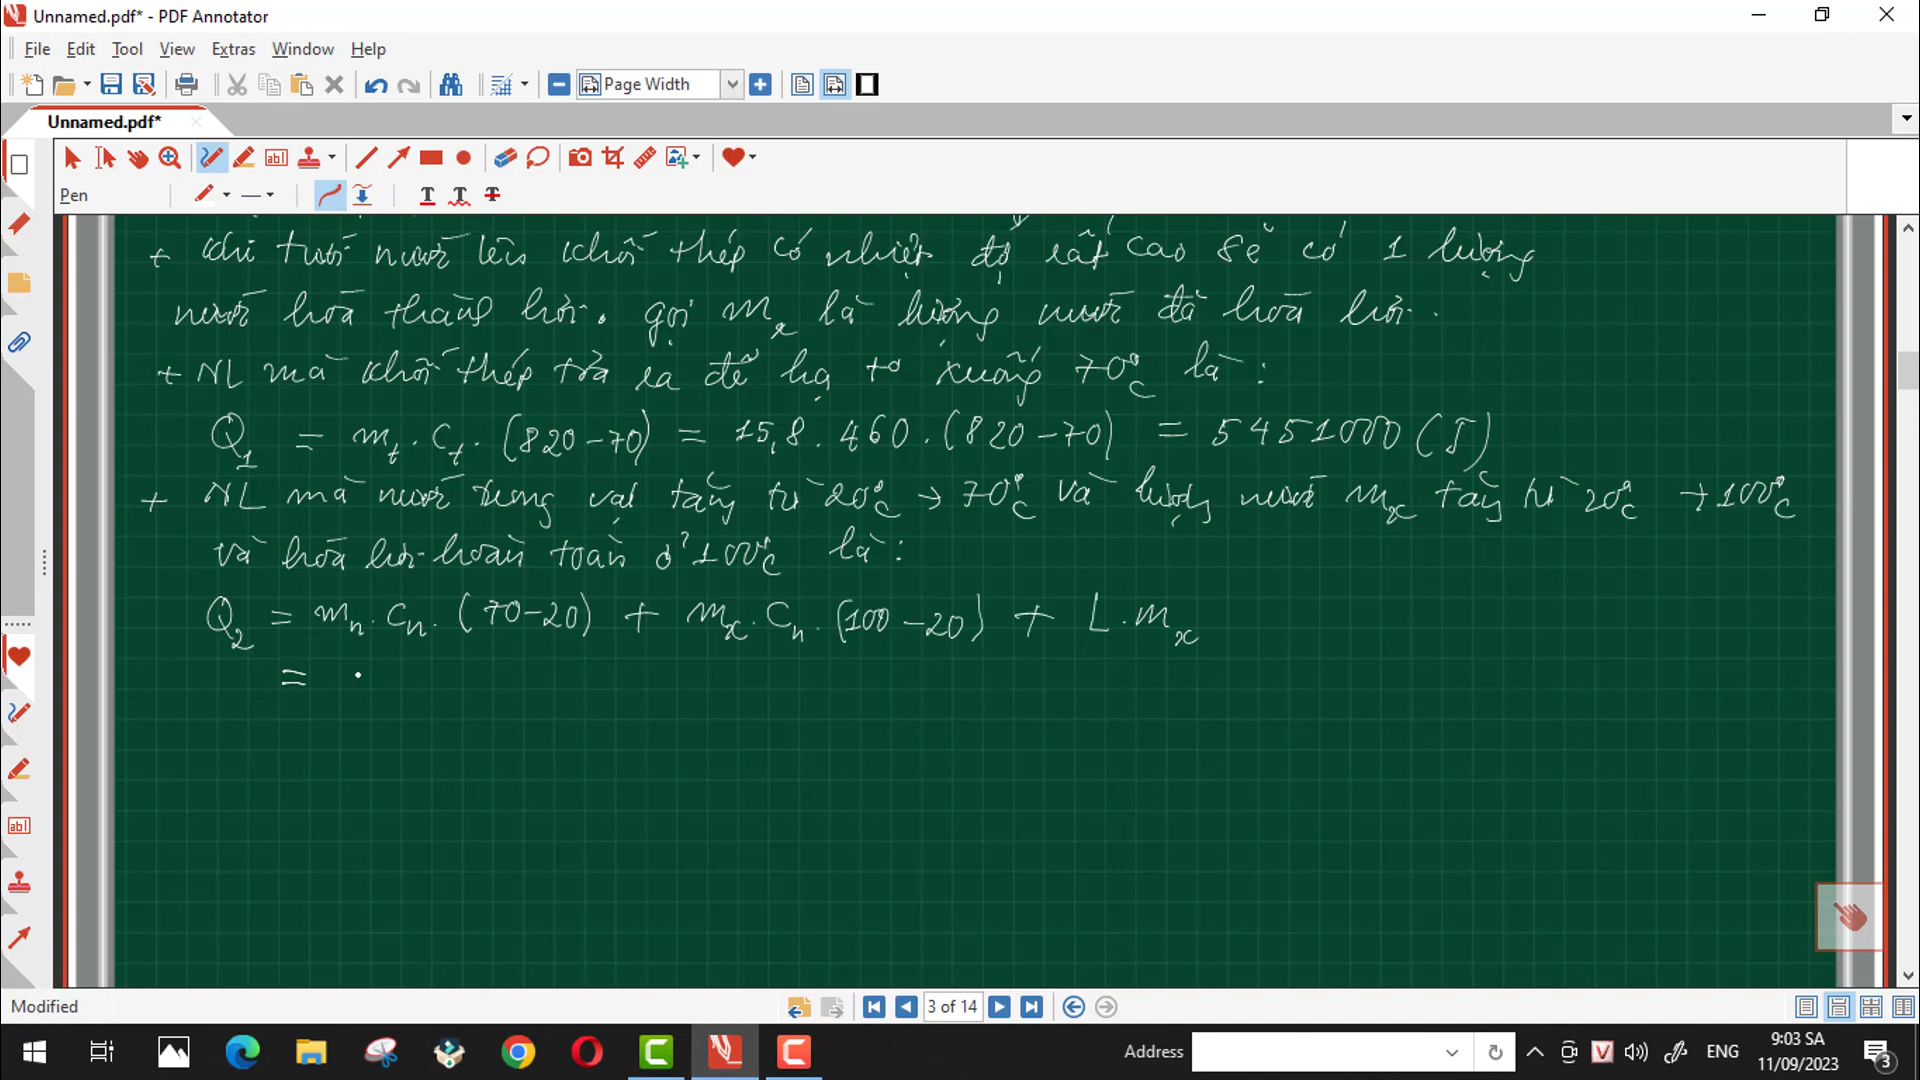 Unnamed.pdf* - PDF Annotator
File Edit Tool View Extras Window Help
Page Width
Unnamed.pdf*
Pen
+ khi tưới nước lên khối thép có nhiệt độ rất cao sẽ có 1 lượng
nước hóa thành hơi. gọi mx là lượng nước đã hóa hơi.
+ NL mà khối thép tỏa ra để hạ t° xuống 70°C là:
Q1 = mt. Ct. (820-70) = 15,8. 460. (820-70) = 5451000 (J)
+ NL mà nước trong vại tăng từ 20°C → 70°C và lượng nước mx tăng từ 20°C → 100°C
và hóa hơi hoàn toàn ở 100°C là:
Q2 = mn. Cn. (70-20) + mx. Cn. (100-20) + L. mx
=
Modified
3 of 14
Address
ENG
9:03 SA
11/09/2023
3